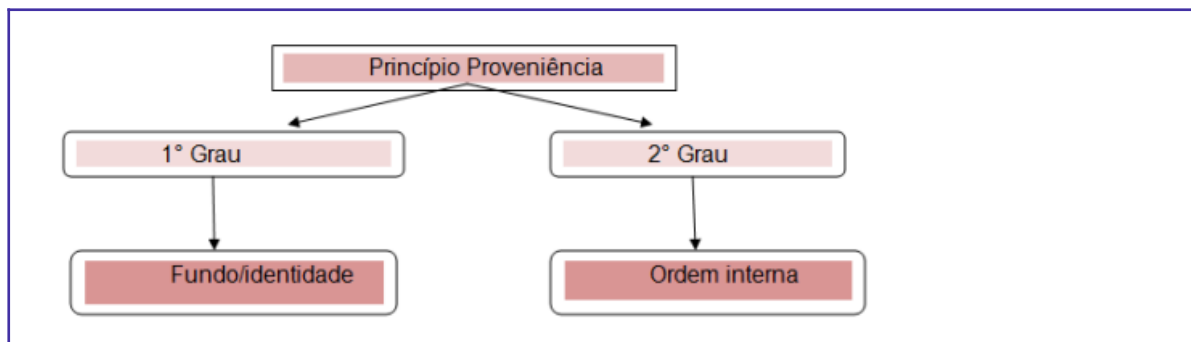 Princípio Proveniência
1° Grau
2° Grau
Fundo/identidade
Ordem interna